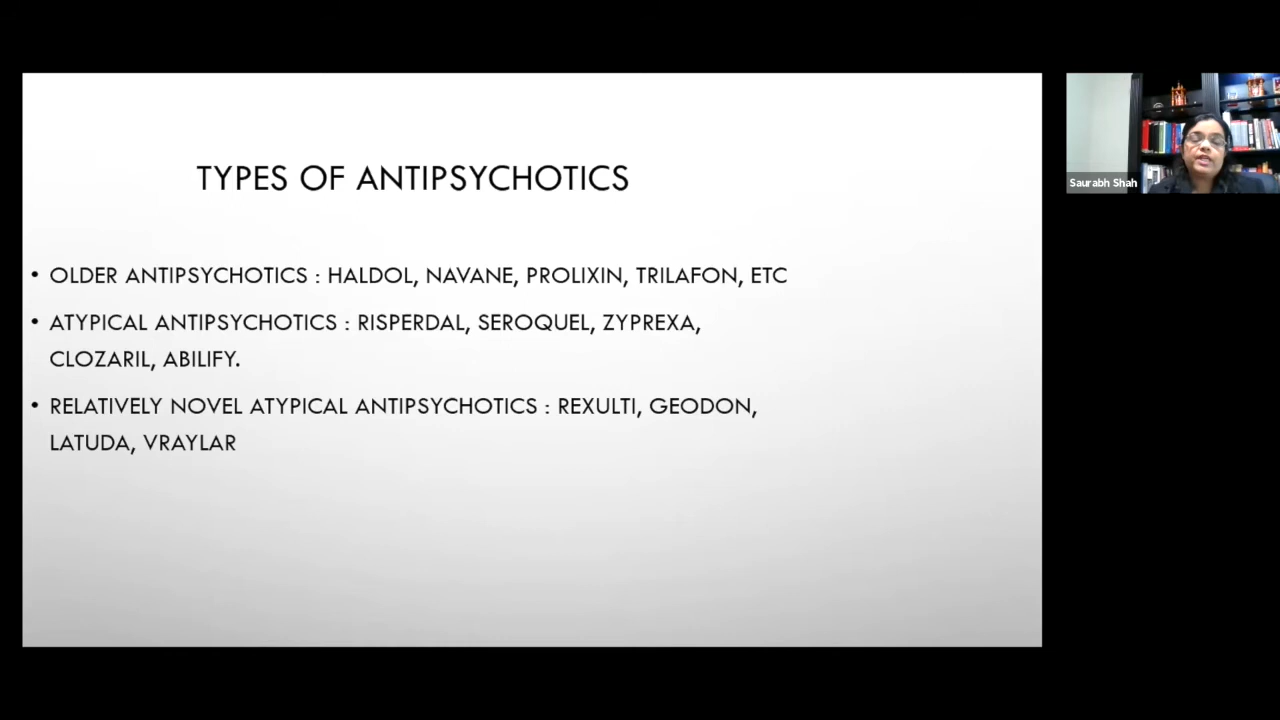 TYPES OF ANTIPSYCHOTICS
• OLDER ANTIPSYCHOTICS : HALDOL, NAVANE, PROLIXIN, TRILAFON, ETC
• ATYPICAL ANTIPSYCHOTICS : RISPERDAL, SEROQUEL, ZYPREXA,
CLOZARIL, ABILIFY.
• RELATIVELY NOVEL ATYPICAL ANTIPSYCHOTICS : REXULTI, GEODON,
LATUDA, VRAYLAR
Saurabh Shah